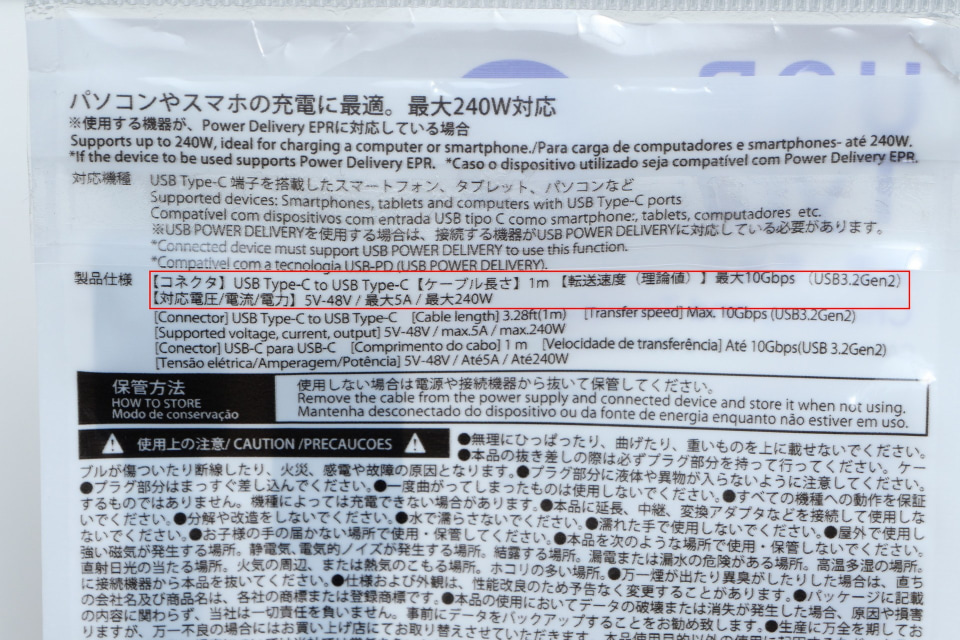 パソコンやスマホの充電に最適。最大240W対応
※使用する機器が、Power Delivery EPRに対応している場合
Supports up to 240W, ideal for charging a computer or smartphone./Para carga de computadores e smartphones- até 240W.
*If the device to be used supports Power Delivery EPR. *Caso o dispositivo utilizado seja compatível com Power Delivery EPR.
対応機種 USB Type-C 端子を搭載したスマートフォン、タブレット、パソコンなど
Supported devices: Smartphones, tablets and computers with USB Type-C ports
Compatível com dispositivos com entrada USB tipo C como smartphone:, tablets, computadores etc.
※USB POWER DELIVERYを使用する場合は、接続する機器がUSB POWER DELIVERYに対応している必要があります。
*Connected device must support USB POWER DELIVERY to use this function.
*Compatível com a tecnologia USB-PD (USB POWER DELIVERY).
製品仕様 【コネクタ】USB Type-C to USB Type-C【ケーブル長さ】1m 【転送速度（理論値）】最大10Gbps （USB3.2Gen2）
【対応電圧/電流/電力】5V-48V / 最大5A / 最大240W
[Connector] USB Type-C to USB Type-C [Cable length] 3.28ft(1m) [Transfer speed] Max. 10Gbps (USB3.2Gen2)
[Supported voltage, current, output] 5V-48V / max.5A / max.240W
[Conector] USB-C para USB-C [Comprimento do cabo] 1 m [Velocidade de transferência] Até 10Gbps(USB 3.2Gen2)
[Tensão elétrica/Amperagem/Potência] 5V-48V / Até5A / Até240W
保管方法
HOW TO STORE
Modo de conservação
使用しない場合は電源や接続機器から抜いて保管してください。
Remove the cable from the power supply and connected device and store it when not using.
Mantenha desconectado do dispositivo ou da fonte de energia enquanto não estiver em uso.
使用上の注意/ CAUTION /PRECAUCOES
●無理にひっぱったり、曲げたり、重いものを上に載せないでください。
●本品の抜き差しの際は必ずプラグ部分を持って行ってください。ケー
ブルが傷ついたり断線したり、火災、感電や故障の原因となります。●プラグ部分に液体や異物が入らないように注意してください。
●プラグ部分はまっすぐ差し込んでください。●一度曲がってしまったものは使用しないでください。●すべての機種への動作を保証
するものではありません。機種によっては充電できない場合があります。●本品に延長、中継、変換アダプタなどを接続して使用しな
いでください。●分解や改造をしないでください。●水で濡らさないでください。●濡れた手で使用しないでください。●屋外で使用し
ないでください。●お子様の手の届かない場所で使用・保管してください。●本品を次のような場所で使用・保管しないでください。
強い磁気が発生する場所。静電気、電気的ノイズが発生する場所。結露する場所。漏電または漏水の危険がある場所。高温多湿の場所。
直射日光の当たる場所。火気の周辺、または熱気のこもる場所。ホコリの多い場所。●万一煙が出たり異臭がしたりした場合は、直ち
に接続機器から本品を抜いてください。●仕様および外観は、性能改良のため予告なく変更することがあります。●パッケージに記載
の会社名及び商品名は、各社の商標または登録商標です。●本品の使用においてデータの破壊または消失が発生した場合、原因や損害
の内容に関わらず、当社は一切責任を負いません。事前にデータをバックアップすることをお勧め致します。●生産に万全を期してお
りますが、万一不良の場合にはお買い上げ店にてお取り替えさせていただきます。